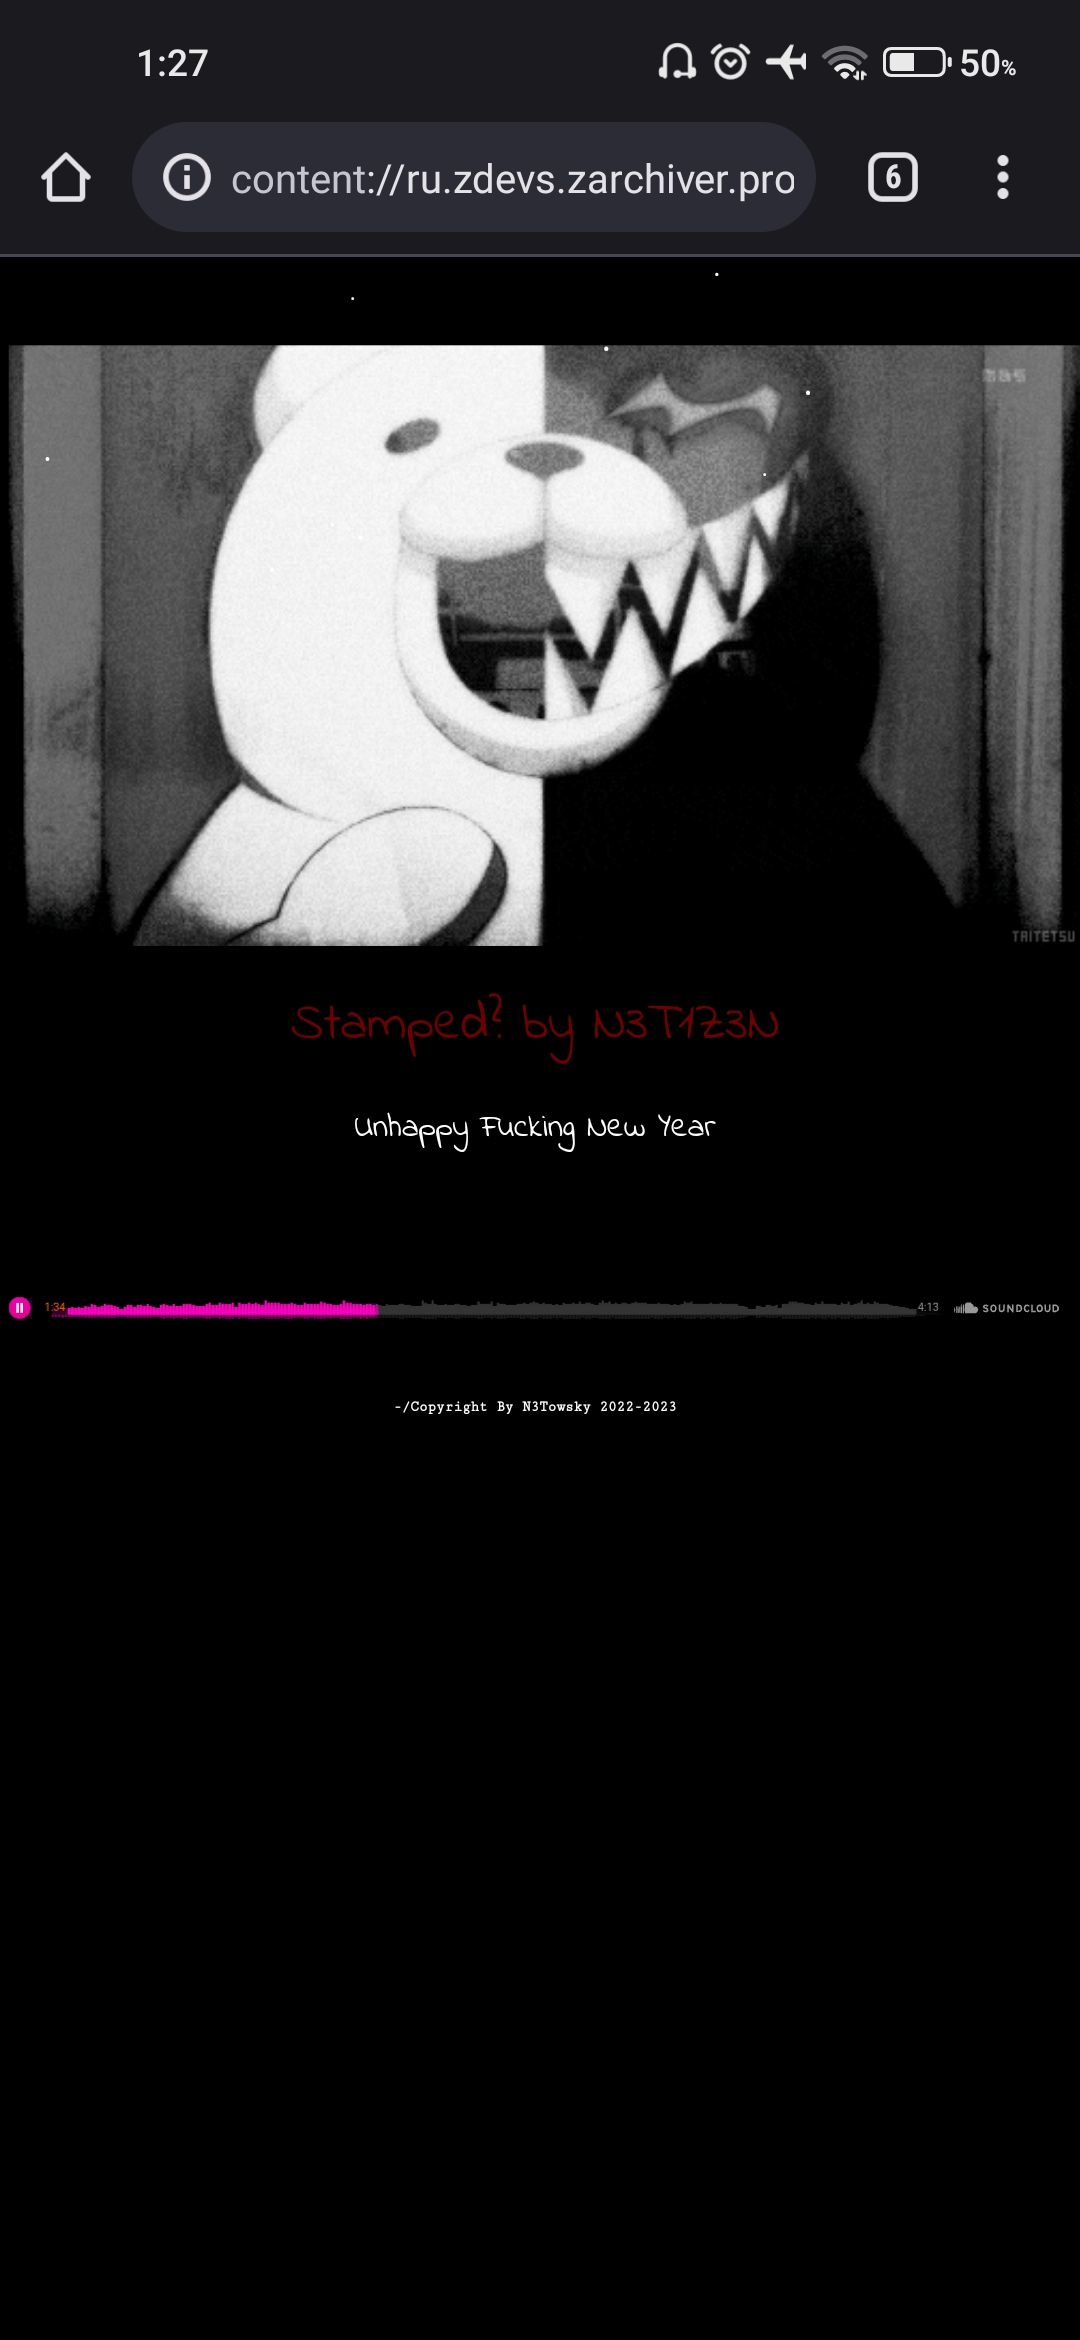 1:27
50%
content://ru.zdevs.zarchiver.pro
6
TAITETSU
Stamped? by N3T1Z3N
Unhappy Fucking New Year
1:34
4:13
SOUNDCLOUD
-/Copyright By N3Towsky 2022-2023